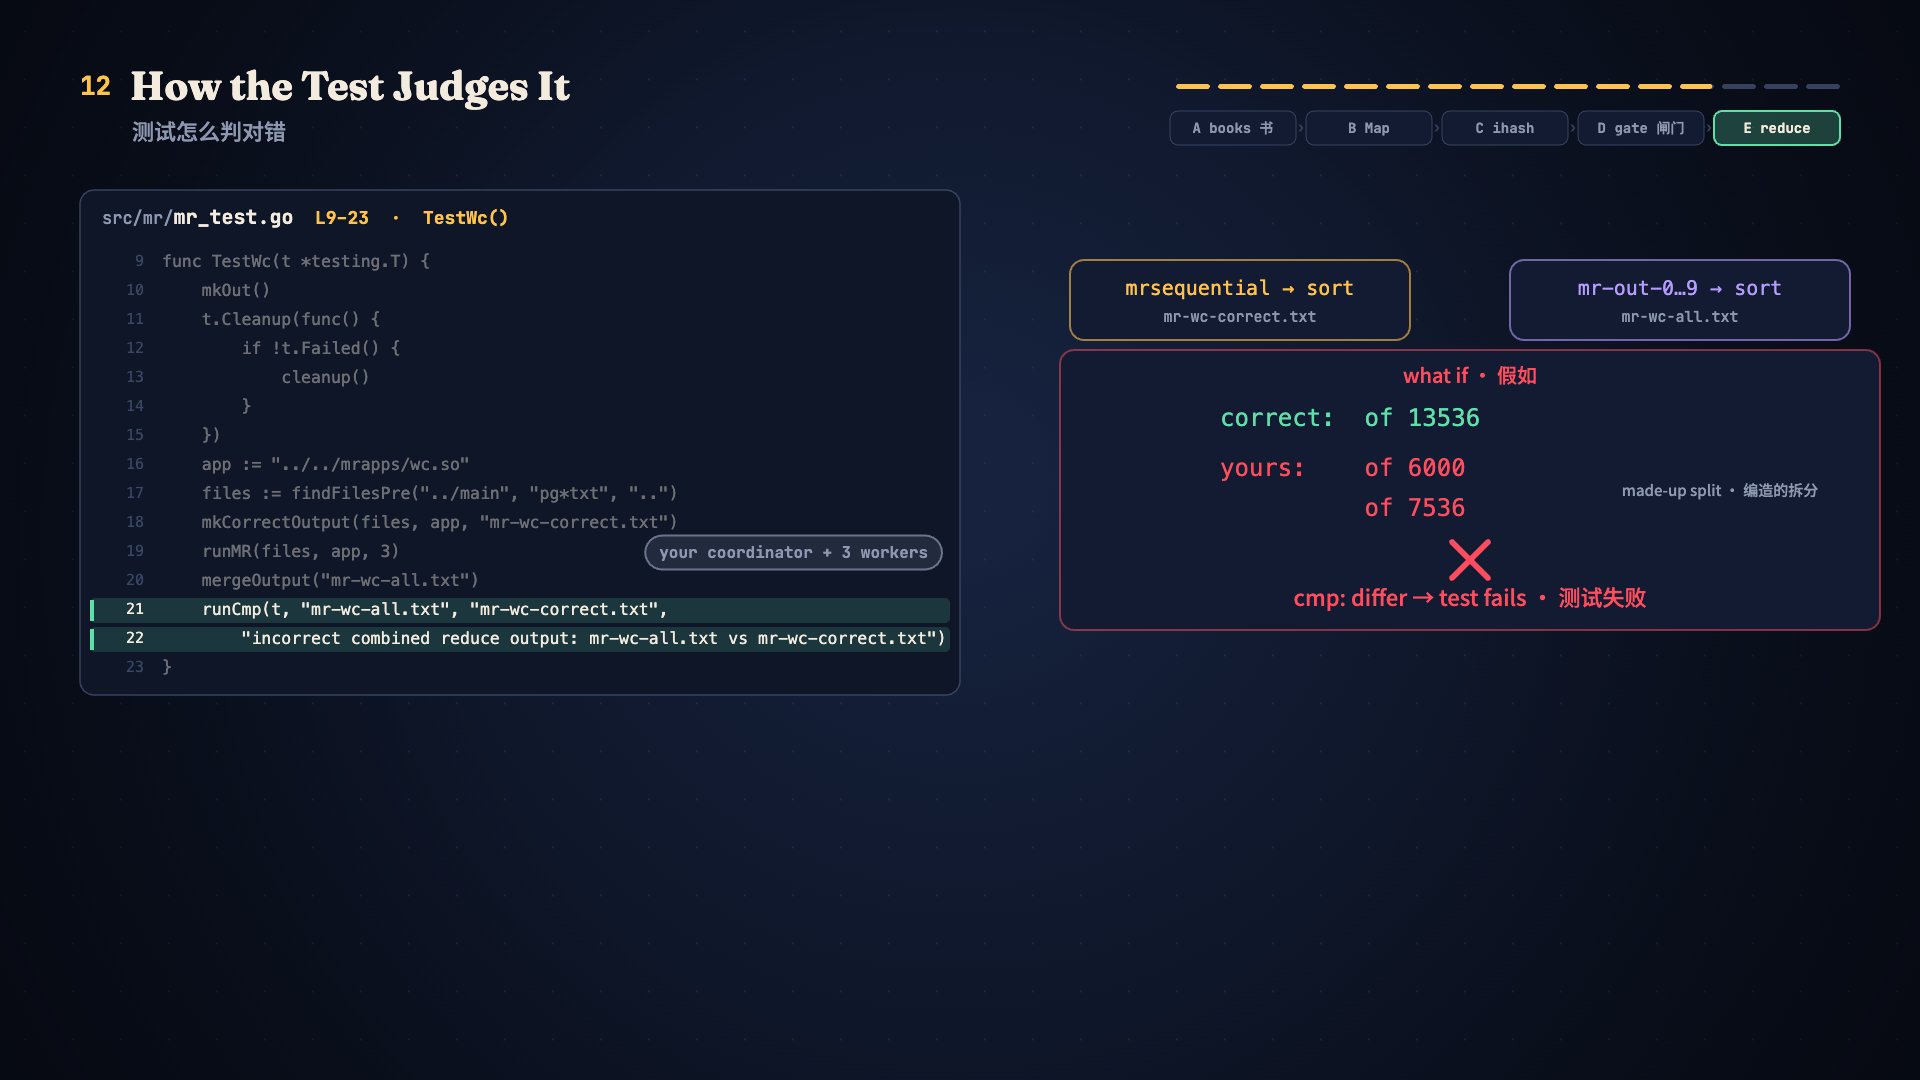 12 How the Test Judges It
测试怎么判对错
A books 书 › B Map › C ihash › D gate 闸门 › E reduce
src/mr/mr_test.go L9-23 · TestWc()
9 func TestWc(t *testing.T) {
10 mkOut()
11 t.Cleanup(func() {
12 if !t.Failed() {
13 cleanup()
14 }
15 })
16 app := "../../mrapps/wc.so"
17 files := findFilesPre("../main", "pg*txt", "..")
18 mkCorrectOutput(files, app, "mr-wc-correct.txt")
19 runMR(files, app, 3)
your coordinator + 3 workers
20 mergeOutput("mr-wc-all.txt")
21 runCmp(t, "mr-wc-all.txt", "mr-wc-correct.txt",
22 "incorrect combined reduce output: mr-wc-all.txt vs mr-wc-correct.txt")
23 }
mrsequential → sort
mr-wc-correct.txt
mr-out-0…9 → sort
mr-wc-all.txt
what if · 假如
correct: of 13536
yours: of 6000
of 7536
made-up split · 编造的拆分
cmp: differ → test fails · 测试失败